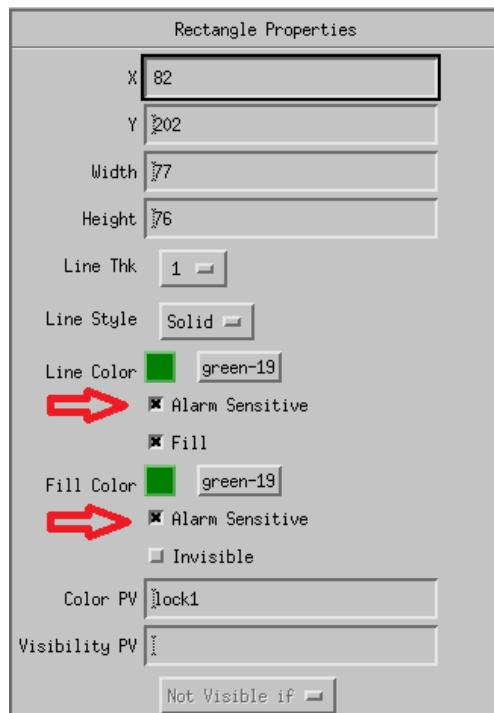 Rectangle Properties
X 82
Y 202
Width 77
Height 76
Line Thk 1
Line Style Solid
Line Color green-19
Alarm Sensitive
Fill
Fill Color green-19
Alarm Sensitive
Invisible
Color PV lock1
Visibility PV
Not Visible if